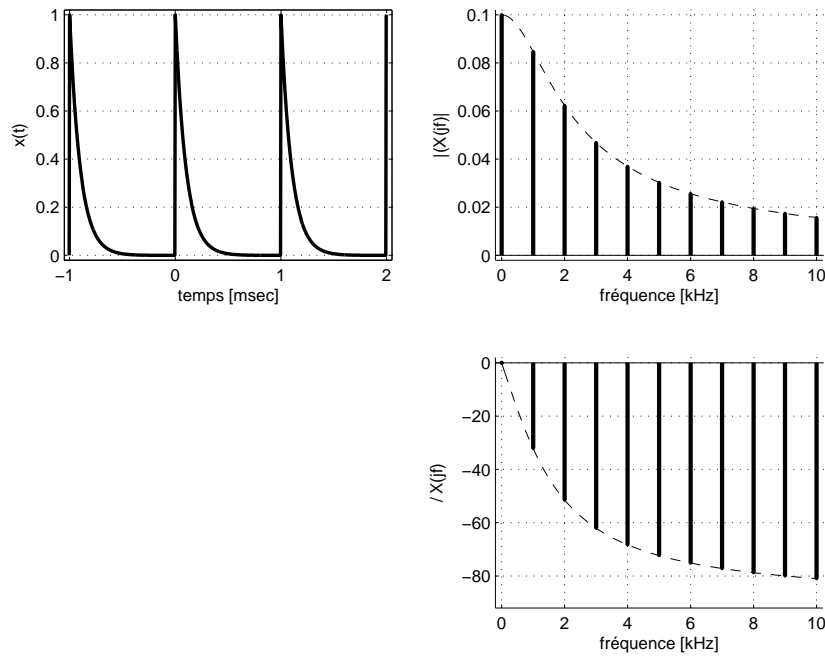 1
0.8
0.6
0.4
0.2
0
x(t)
−1 0 1 2
temps [msec]
0.1
0.08
0.06
0.04
0.02
0
|(X(jf)|
0 2 4 6 8 10
fréquence [kHz]
0
−20
−40
−60
−80
/ X(jf)
0 2 4 6 8 10
fréquence [kHz]